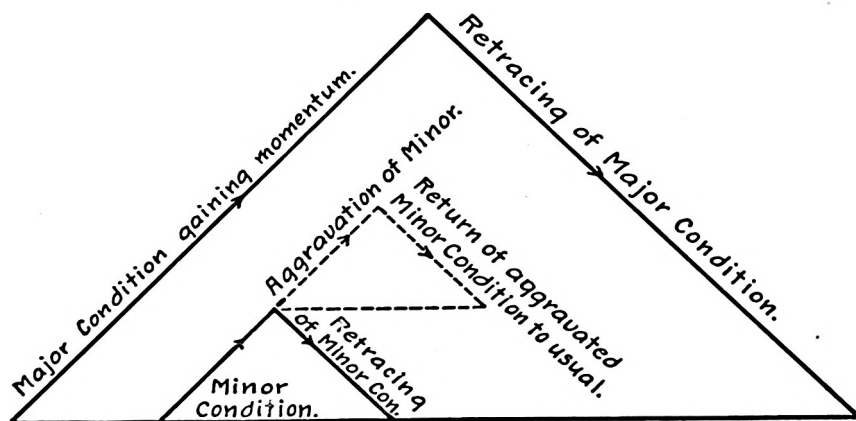 Major Condition gaining momentum.
Retracing of Major Condition.
Aggravation of Minor.
Return of aggravated
Minor Condition to usual.
Retracing
of Minor Con.
Minor
Condition.